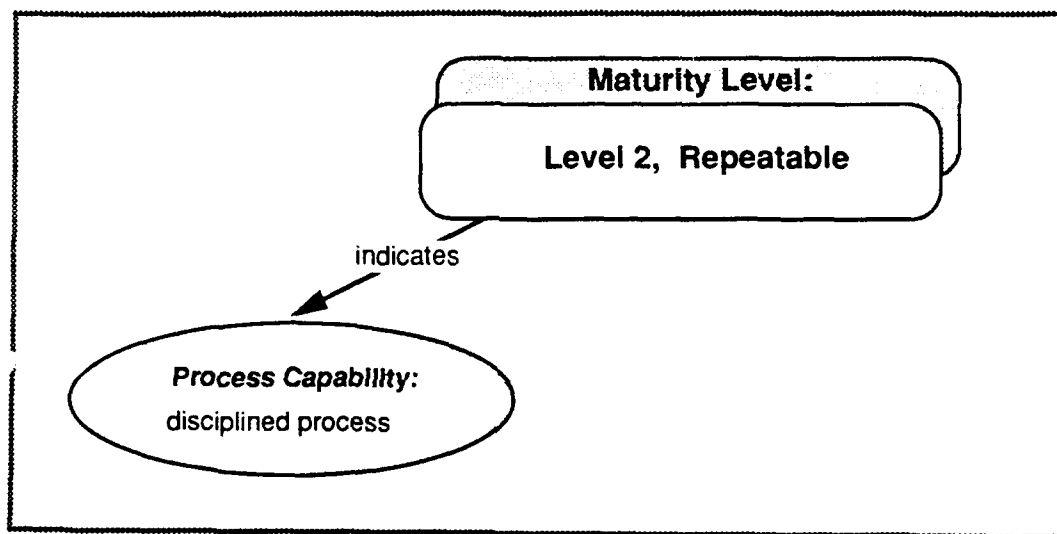 Maturity Level:
Level 2, Repeatable
indicates
Process Capability:
disciplined process